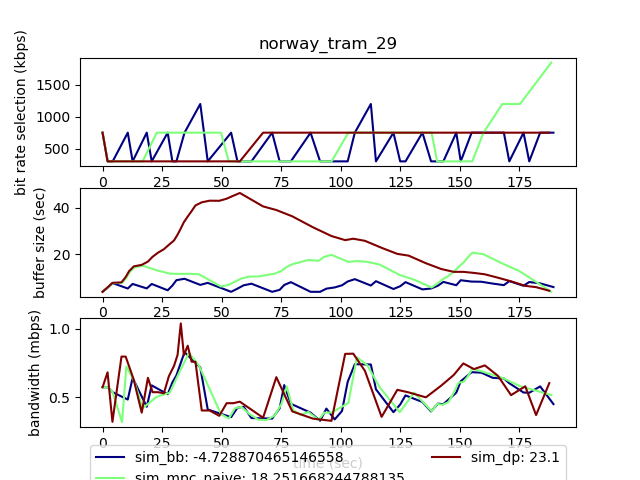 norway_tram_29
bit rate selection (kbps)
1500
1000
500
0 25 50 75 100 125 150 175
buffer size (sec)
40
20
0 25 50 75 100 125 150 175
bandwidth (mbps)
1.0
0.5
0 25 50 75 100 125 150 175
time (sec)
sim_bb: -4.728870465146558
sim_dp: 23.1
sim_mpc_naive: 18.251668244788135